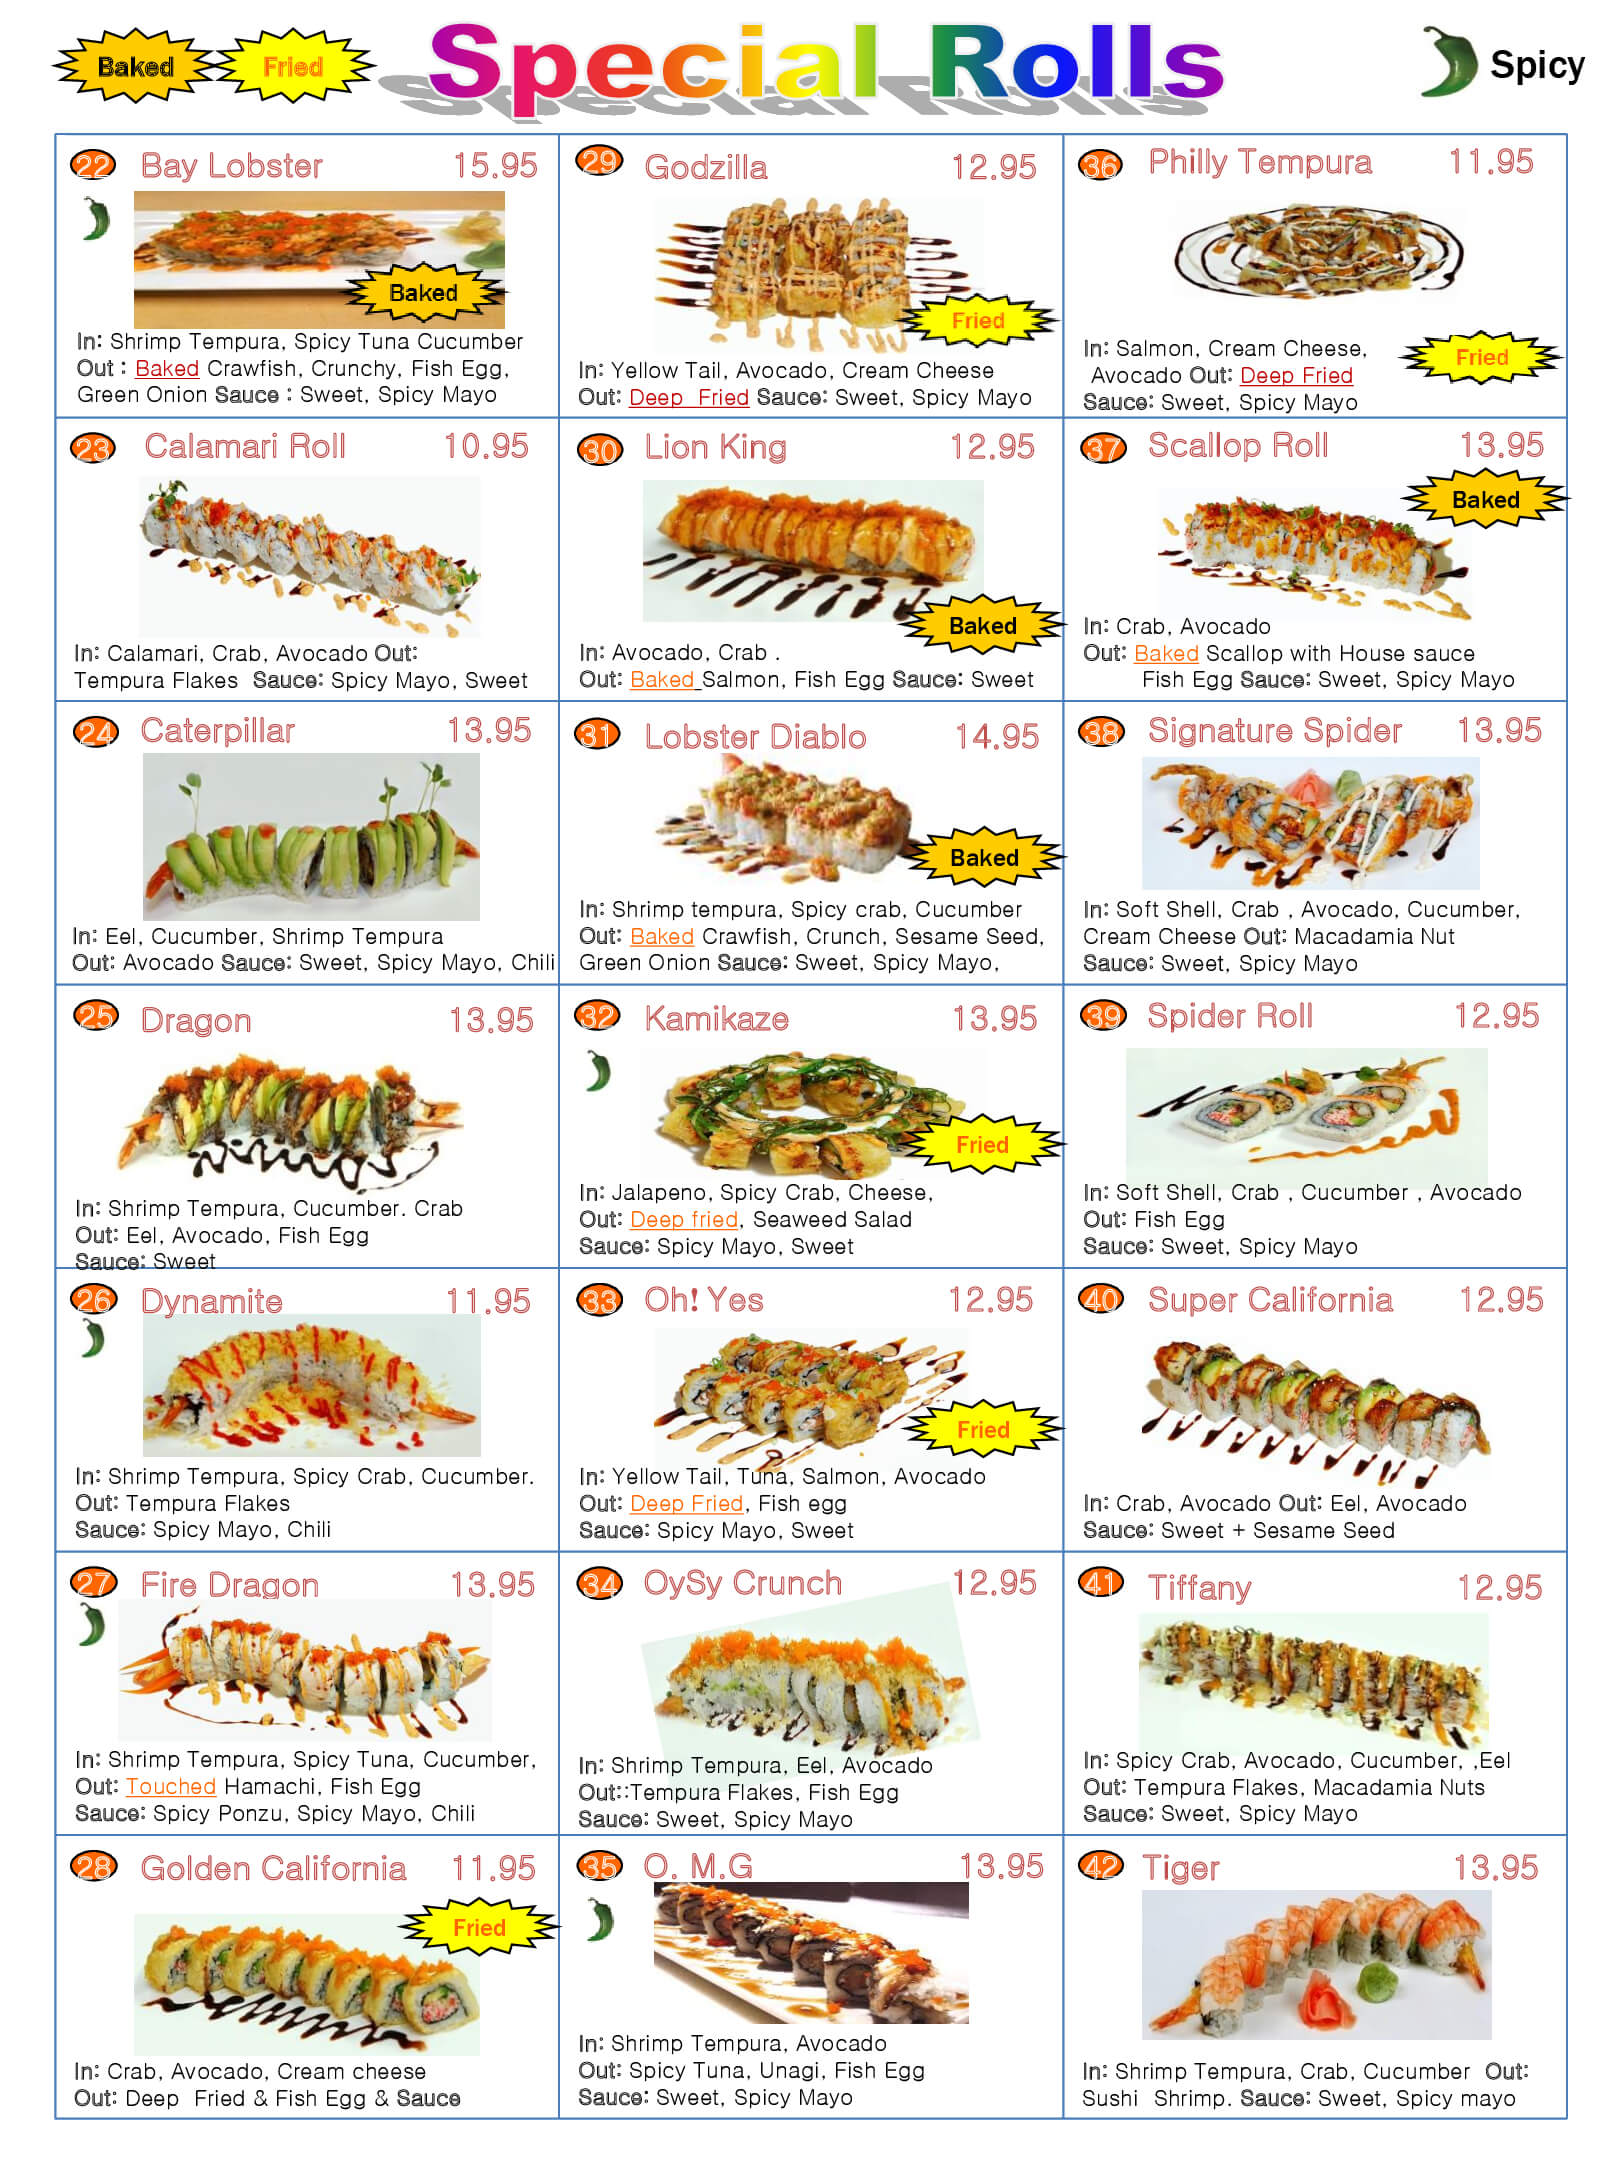 Baked
Fried
Special Rolls
Spicy
22 Bay Lobster 15.95
Baked
In: Shrimp Tempura, Spicy Tuna Cucumber
Out : Baked Crawfish, Crunchy, Fish Egg,
Green Onion Sauce : Sweet, Spicy Mayo
29 Godzilla 12.95
Fried
In: Yellow Tail, Avocado, Cream Cheese
Out: Deep Fried Sauce: Sweet, Spicy Mayo
36 Philly Tempura 11.95
Fried
In: Salmon, Cream Cheese,
Avocado Out: Deep Fried
Sauce: Sweet, Spicy Mayo
23 Calamari Roll 10.95
In: Calamari, Crab, Avocado Out:
Tempura Flakes Sauce: Spicy Mayo, Sweet
30 Lion King 12.95
Baked
In: Avocado, Crab .
Out: Baked Salmon, Fish Egg Sauce: Sweet
37 Scallop Roll 13.95
Baked
In: Crab, Avocado
Out: Baked Scallop with House sauce
Fish Egg Sauce: Sweet, Spicy Mayo
24 Caterpillar 13.95
In: Eel, Cucumber, Shrimp Tempura
Out: Avocado Sauce: Sweet, Spicy Mayo, Chili
31 Lobster Diablo 14.95
Baked
In: Shrimp tempura, Spicy crab, Cucumber
Out: Baked Crawfish, Crunch, Sesame Seed,
Green Onion Sauce: Sweet, Spicy Mayo,
38 Signature Spider 13.95
In: Soft Shell, Crab , Avocado, Cucumber,
Cream Cheese Out: Macadamia Nut
Sauce: Sweet, Spicy Mayo
25 Dragon 13.95
In: Shrimp Tempura, Cucumber. Crab
Out: Eel, Avocado, Fish Egg
Sauce: Sweet
32 Kamikaze 13.95
Fried
In: Jalapeno, Spicy Crab, Cheese,
Out: Deep fried, Seaweed Salad
Sauce: Spicy Mayo, Sweet
39 Spider Roll 12.95
In: Soft Shell, Crab , Cucumber , Avocado
Out: Fish Egg
Sauce: Sweet, Spicy Mayo
26 Dynamite 11.95
In: Shrimp Tempura, Spicy Crab, Cucumber.
Out: Tempura Flakes
Sauce: Spicy Mayo, Chili
33 Oh! Yes 12.95
Fried
In: Yellow Tail, Tuna, Salmon, Avocado
Out: Deep Fried, Fish egg
Sauce: Spicy Mayo, Sweet
40 Super California 12.95
In: Crab, Avocado Out: Eel, Avocado
Sauce: Sweet + Sesame Seed
27 Fire Dragon 13.95
In: Shrimp Tempura, Spicy Tuna, Cucumber,
Out: Touched Hamachi, Fish Egg
Sauce: Spicy Ponzu, Spicy Mayo, Chili
34 OySy Crunch 12.95
In: Shrimp Tempura, Eel, Avocado
Out::Tempura Flakes, Fish Egg
Sauce: Sweet, Spicy Mayo
41 Tiffany 12.95
In: Spicy Crab, Avocado, Cucumber, ,Eel
Out: Tempura Flakes, Macadamia Nuts
Sauce: Sweet, Spicy Mayo
28 Golden California 11.95
Fried
In: Crab, Avocado, Cream cheese
Out: Deep Fried & Fish Egg & Sauce
35 O. M.G 13.95
In: Shrimp Tempura, Avocado
Out: Spicy Tuna, Unagi, Fish Egg
Sauce: Sweet, Spicy Mayo
42 Tiger 13.95
In: Shrimp Tempura, Crab, Cucumber Out:
Sushi Shrimp. Sauce: Sweet, Spicy mayo